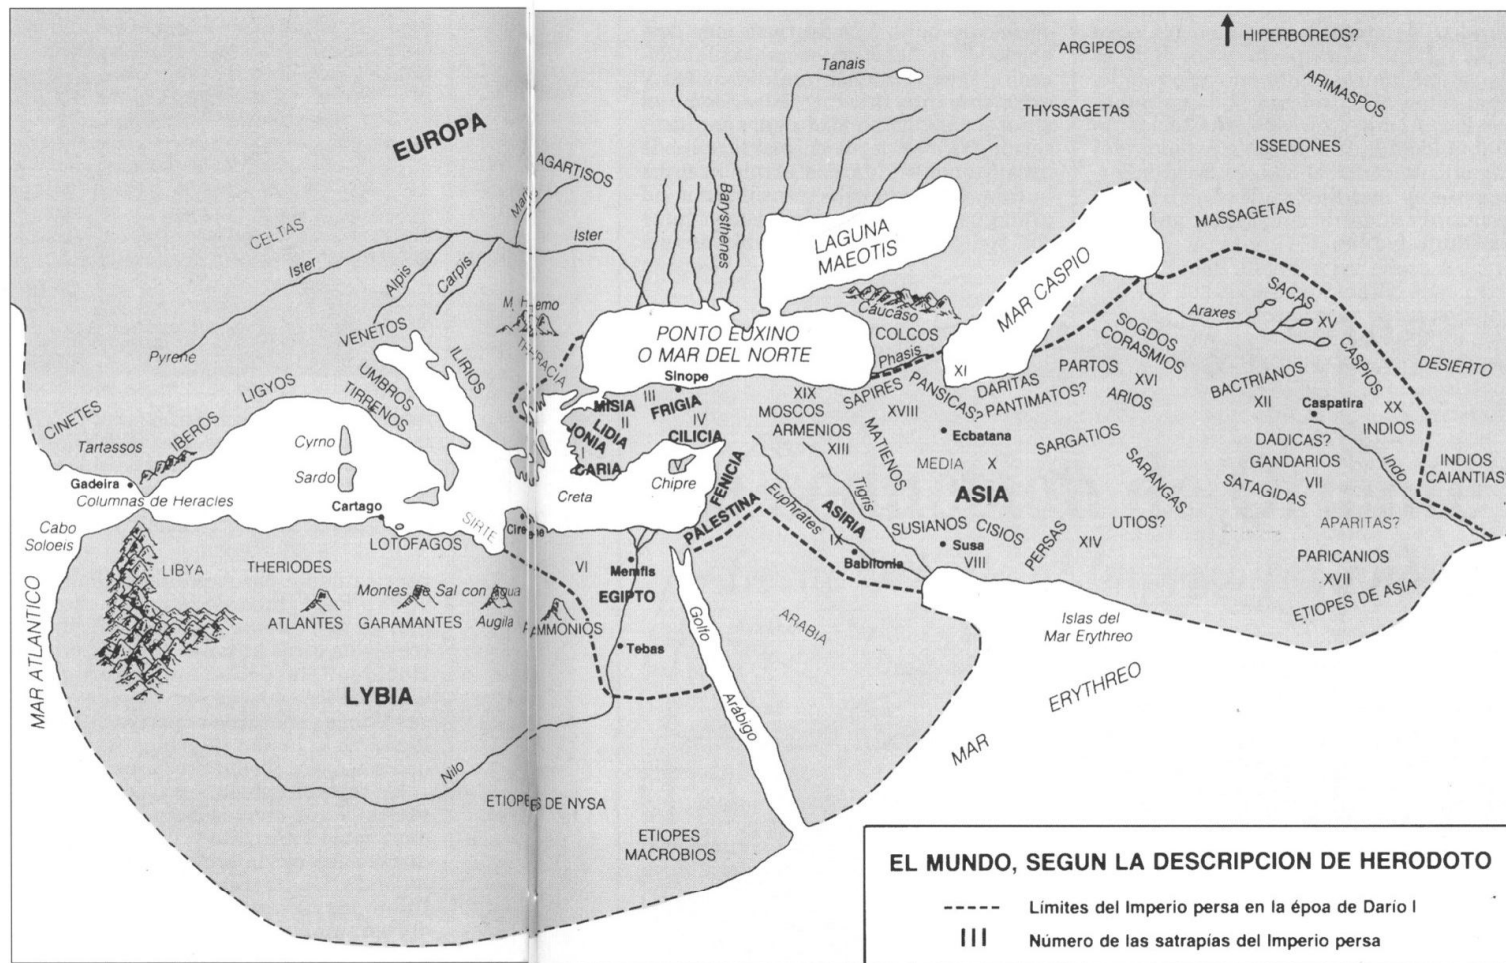 HIPERBOREOS?
ARGIPEOS
ARIMASPOS
Tanais
THYSSAGETAS
ISSEDONES
EUROPA
AGARTISOS
Barysthenes
MASSAGETAS
CELTAS
Ister
Ister
LAGUNA
MAEOTIS
Alpis
Carpis
MAR CASPIO
SACAS
Araxes
XV
Caucaso
COLCOS
Phasis
VENETOS
ILIRIOS
Pyrene
PONTO EUXINO
O MAR DEL NORTE
Sinope
SOGDOS
CORASMIOS
CASPIOS
DESIERTO
XI
PARTOS
XVI
UMBROS
TIRRENOS
LIGYOS
CINETES
IBEROS
Tartessos
MISIA
III
FRIGIA
II
IV
LIDIA
JONIA
I
CARIA
CILICIA
XIX
MOSCOS
ARMENIOS
XIII
SAPIRES
XVIII
PANSICAS?
DARITAS
PANTIMATOS?
ARIOS
BACTRIANOS
XII
Caspatira
XX
INDIOS
Cyrno
Sardo
MATIENOS
Ecbatana
SARGATIOS
DADICAS?
GANDARIOS
VII
Indo
INDIOS
CAIANTIAS
Gadeira
Columnas de Heracles
Cartago
Creta
V
Chipre
FENICIA
PALESTINA
MEDIA
X
SARANGAS
SATAGIDAS
ASIA
Tigris
Euphrates
ASIRIA
IX
Babilonia
Cabo
Soloeis
SIRTE
LOTOFAGOS
SUSIANOS
CISIOS
Susa
VIII
PERSAS
XIV
UTIOS?
APARITAS?
PARICANIOS
XVII
ETIOPES DE ASIA
LIBYA
THERIODES
VI
Memfis
EGIPTO
Montes de Sal con agua
ATLANTES
GARAMANTES
Augila
AMMONIOS
Tebas
Golfo
Arábigo
ARABIA
Islas del
Mar Erythreo
MAR ATLANTICO
LYBIA
MAR
ERYTHREO
Nilo
ETIOPES DE NYSA
ETIOPES
MACROBIOS
EL MUNDO, SEGUN LA DESCRIPCION DE HERODOTO
Límites del Imperio persa en la époa de Darío I
III Número de las satrapías del Imperio persa